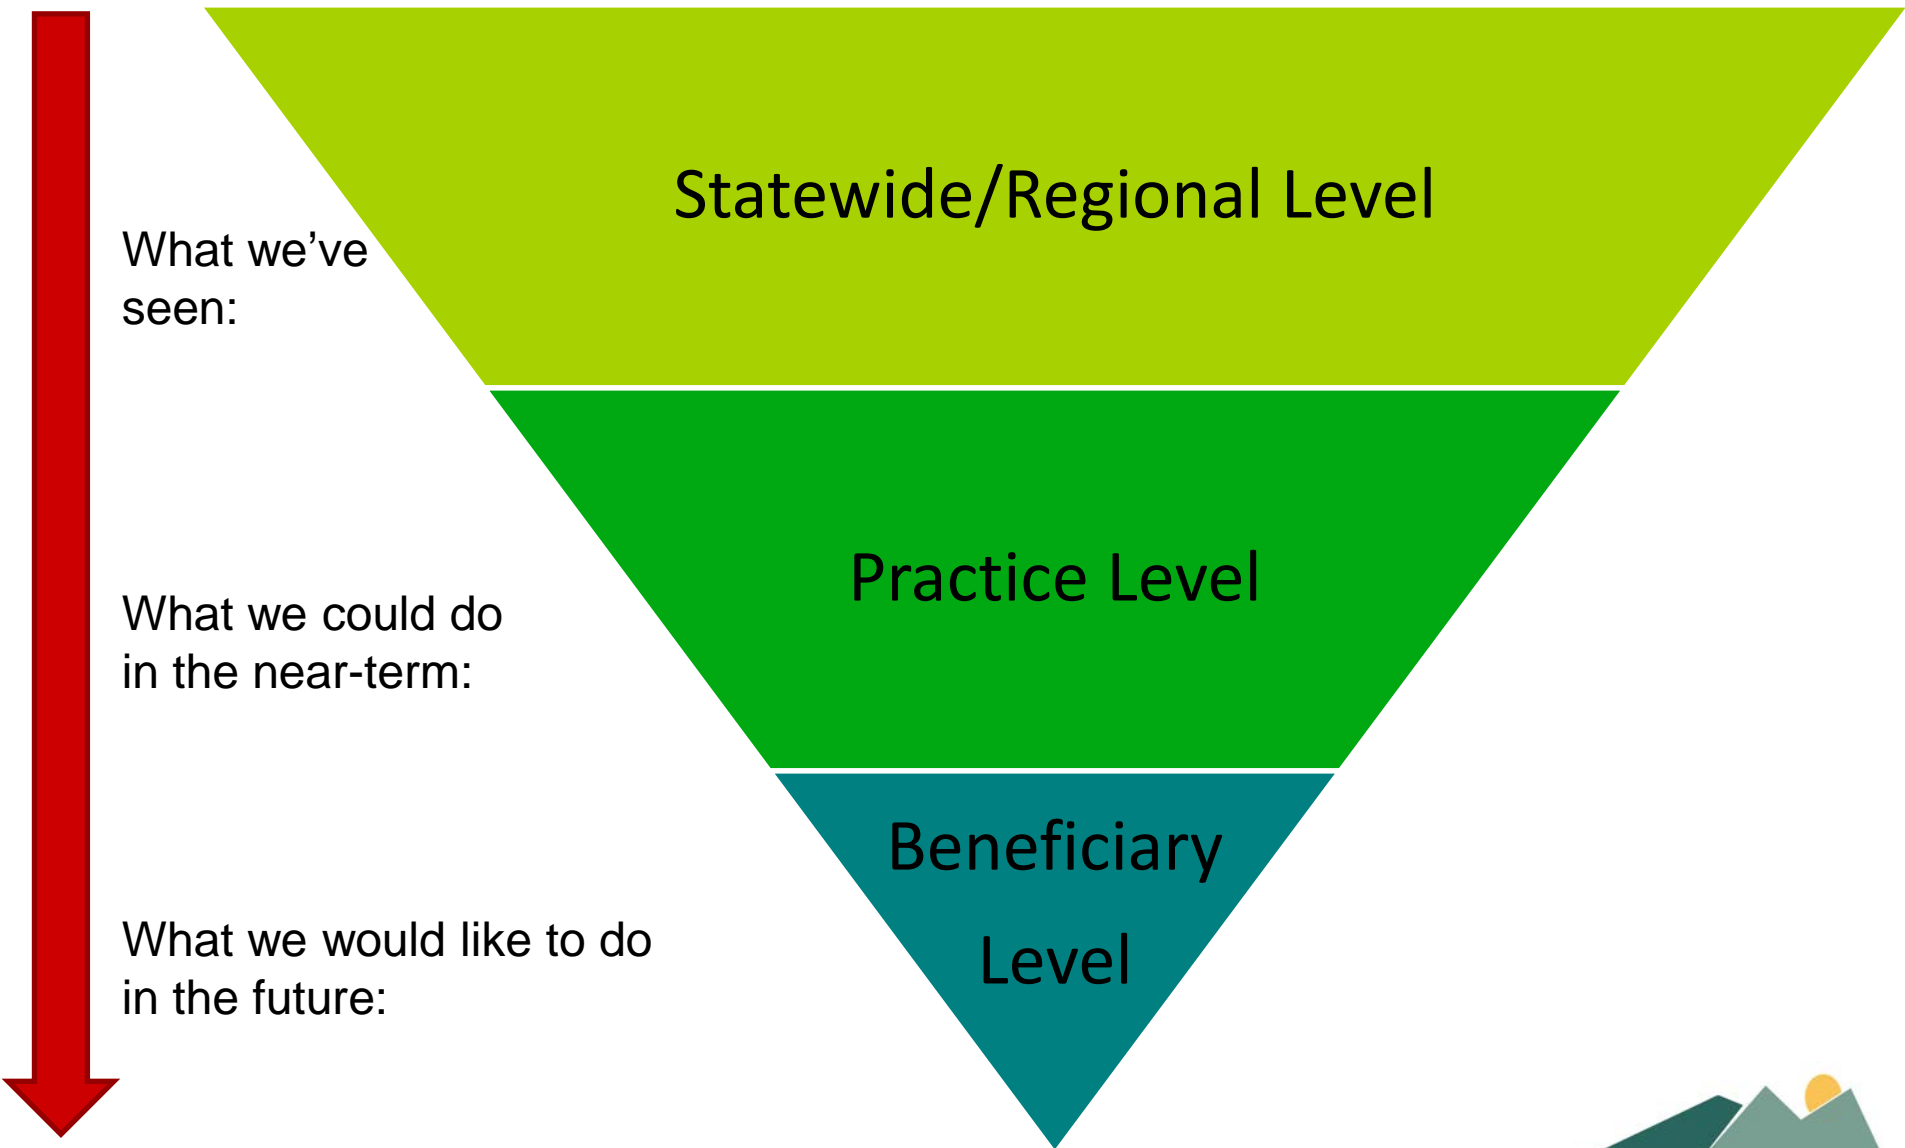 Statewide/Regional Level
What we’ve
seen:
Practice Level
What we could do
in the near-term:
Beneficiary
Level
What we would like to do
in the future: